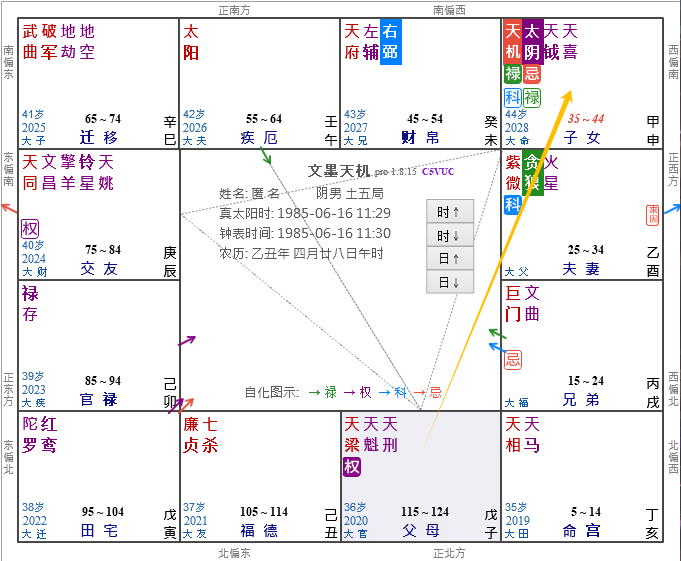 正南方
南偏西
南偏东
西偏南
东偏南
正西方
正东方
西偏北
东偏北
北偏西
北偏东
正北方
武破地地
曲军劫空
41岁
2025
大子
65～74
迁移
辛
巳
太
阳
42岁
2026
大夫
55～64
疾厄
壬
午
天左右
府辅弼
43岁
2027
大兄
45～54
财帛
癸
未
天太天天
机阴钺喜
禄忌
科禄
44岁
2028
大命
35～44
子女
甲
申
天文擎铃天
同昌羊星姚
权
40岁
2024
大财
75～84
交友
庚
辰
文墨天机 pro 1.8.15 C5VUC
姓名: 匿名 阴男 土五局
真太阳时: 1985-06-16 11:29
钟表时间: 1985-06-16 11:30
农历: 乙丑年 四月廿八日午时
时↑
时↓
日↑
日↓
自化图示: →禄 →权 →科 →忌
紫贪火
微狼星
科
来因
大父
25～34
夫妻
乙
酉
禄
存
39岁
2023
大疾
85～94
官禄
己
卯
巨文
门曲
忌
大福
15～24
兄弟
丙
戌
陀红
罗鸾
38岁
2022
大迁
95～104
田宅
戊
寅
廉七
贞杀
37岁
2021
大友
105～114
福德
己
丑
天天天
梁魁刑
权
36岁
2020
大官
115～124
父母
戊
子
天天
相马
35岁
2019
大田
5～14
命宫
丁
亥